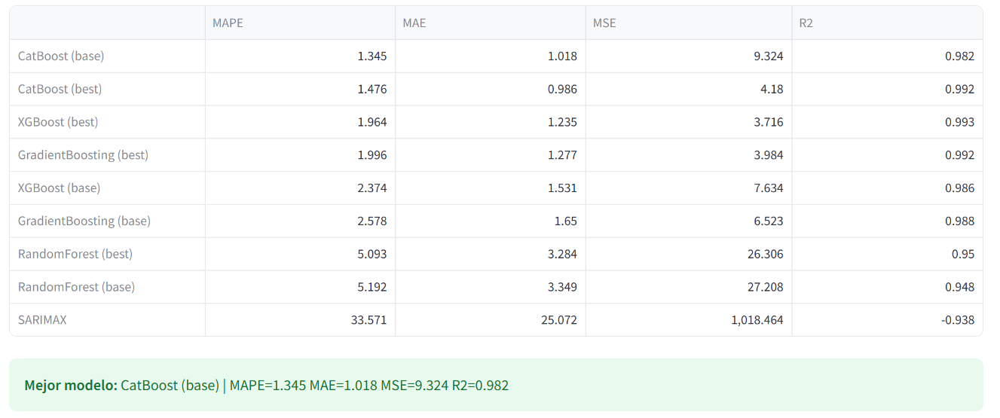 MAPE MAE MSE R2
CatBoost (base) 1.345 1.018 9.324 0.982
CatBoost (best) 1.476 0.986 4.18 0.992
XGBoost (best) 1.964 1.235 3.716 0.993
GradientBoosting (best) 1.996 1.277 3.984 0.992
XGBoost (base) 2.374 1.531 7.634 0.986
GradientBoosting (base) 2.578 1.65 6.523 0.988
RandomForest (best) 5.093 3.284 26.306 0.95
RandomForest (base) 5.192 3.349 27.208 0.948
SARIMAX 33.571 25.072 1,018.464 -0.938
Mejor modelo: CatBoost (base) | MAPE=1.345 MAE=1.018 MSE=9.324 R2=0.982